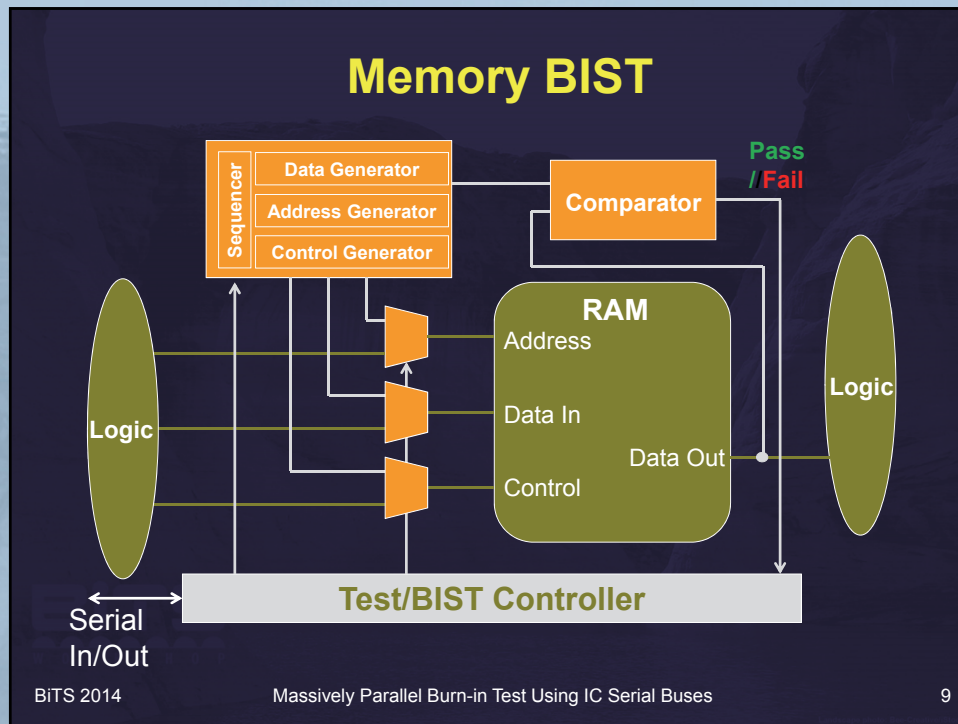 Memory BIST
Sequencer
Data Generator
Address Generator
Control Generator
Comparator
Pass
//Fail
RAM
Address
Data In
Data Out
Control
Logic
Logic
Test/BIST Controller
Serial
In/Out
BiTS 2014
Massively Parallel Burn-in Test Using IC Serial Buses
9